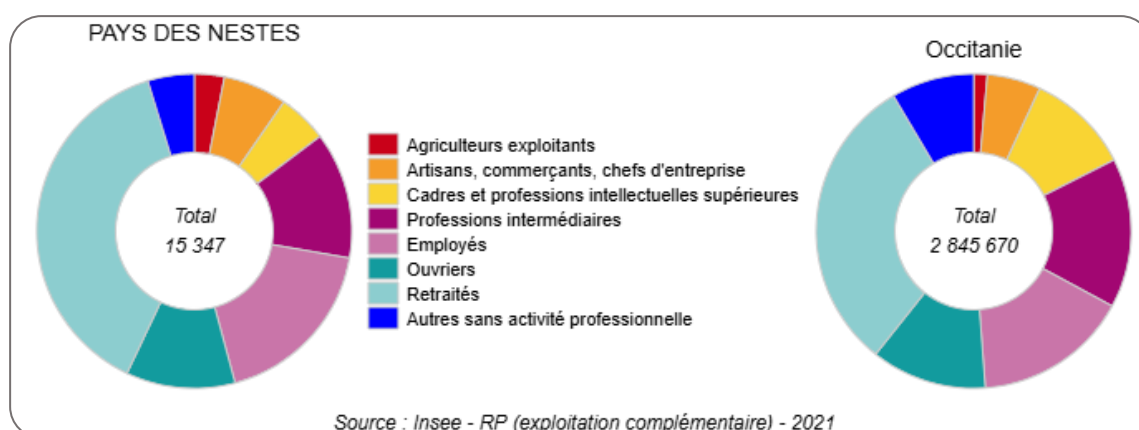 PAYS DES NESTES
Occitanie
Agriculteurs exploitants
Artisans, commerçants, chefs d'entreprise
Cadres et professions intellectuelles supérieures
Professions intermédiaires
Employés
Ouvriers
Retraités
Autres sans activité professionnelle
Total
15 347
Total
2 845 670
Source : Insee - RP (exploitation complémentaire) - 2021